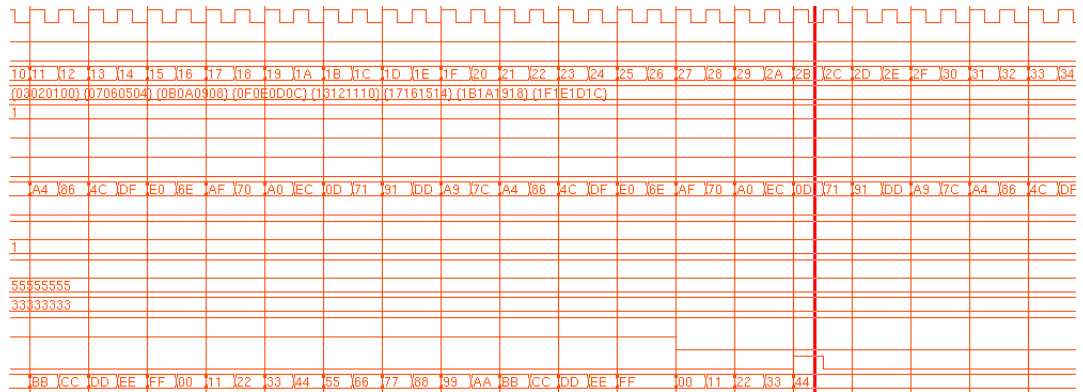 10 11 12 13 14 15 16 17 18 19 1A 1B 1C 1D 1E 1F 20 21 22 23 24 25 26 27 28 29 2A 2B 2C 2D 2E 2F 30 31 32 33 34
{03020100} {07060504} {0B0A0908} {0F0E0D0C} {13121110} {17161514} {1B1A1918} {1F1E1D1C}
1
A4 86 4C DF E0 6E AF 70 A0 EC 0D 71 91 DD A9 7C A4 86 4C DF E0 6E AF 70 A0 EC 0D 71 91 DD A9 7C A4 86 4C DF
1
55555555
33333333
BB CC DD EE FF 00 11 22 33 44 55 66 77 88 99 AA BB CC DD EE FF 00 11 22 33 44